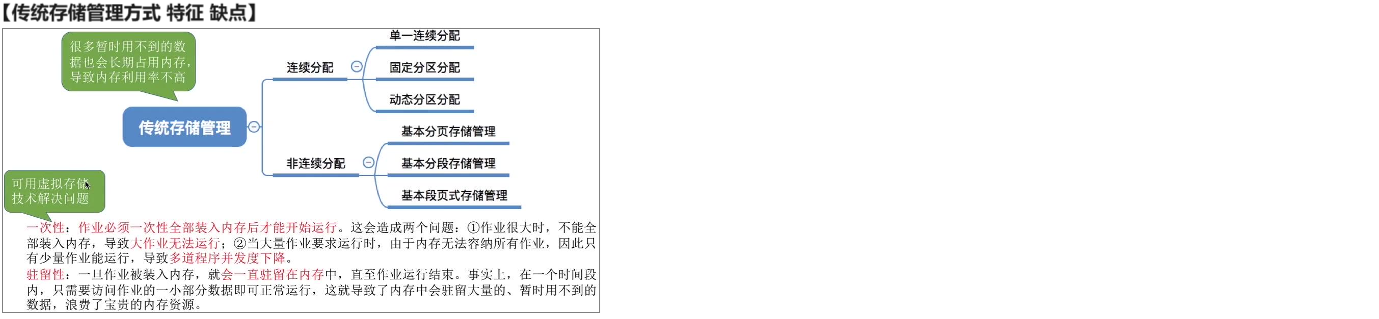 【传统存储管理方式 特征 缺点】
很多暂时用不到的数
据也会长期占用内存，
导致内存利用率不高
传统存储管理
连续分配
单一连续分配
固定分区分配
动态分区分配
非连续分配
基本分页存储管理
基本分段存储管理
基本段页式存储管理
可用虚拟存储
技术解决问题
一次性：作业必须一次性全部装入内存后才能开始运行。这会造成两个问题：①作业很大时，不能全
部装入内存，导致大作业无法运行；②当大量作业要求运行时，由于内存无法容纳所有作业，因此只
有少量作业能运行，导致多道程序并发度下降。
驻留性：一旦作业被装入内存，就会一直驻留在内存中，直至作业运行结束。事实上，在一个时间段
内，只需要访问作业的一小部分数据即可正常运行，这就导致了内存中会驻留大量的、暂时用不到的
数据，浪费了宝贵的内存资源。